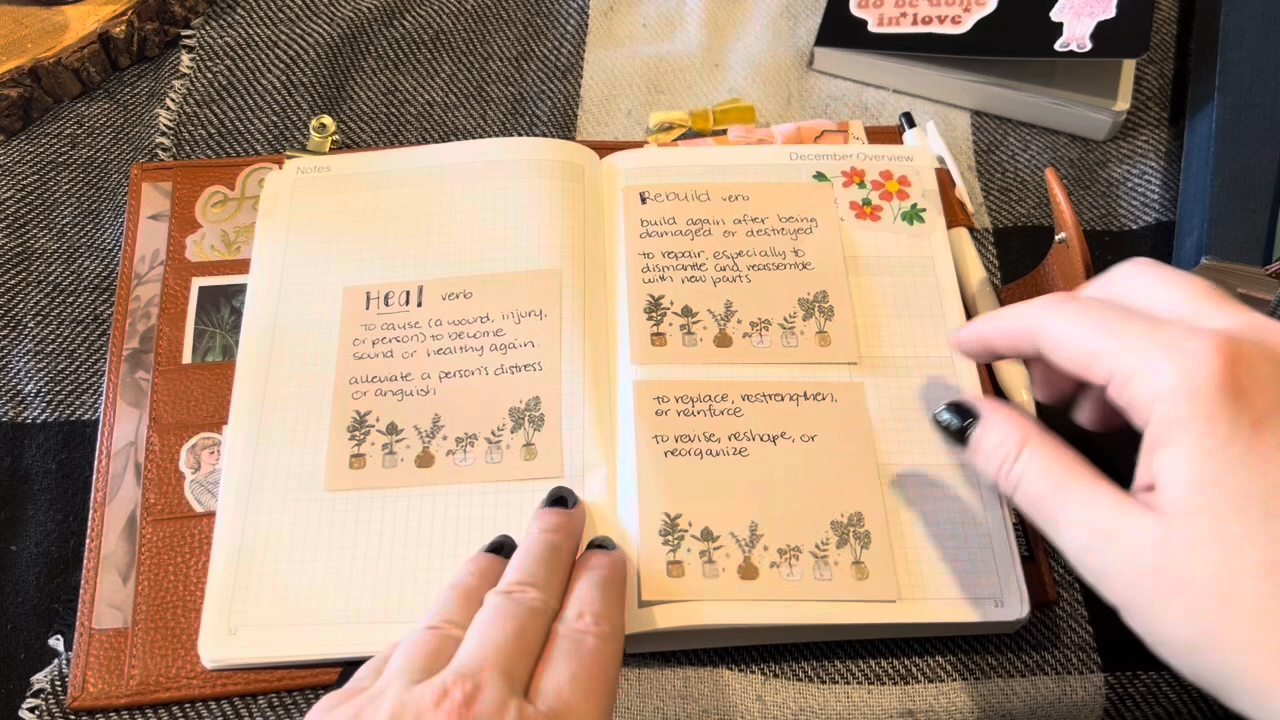 do be done
in*love*
Notes
December Overview
Heal verb
to cause (a wound, injury,
or person) to become
sound or healthy again.
alleviate a person's distress
or anguish
Rebuild verb
build again after being
damaged or destroyed
to repair, especially to
dismantle and reassemble
with new parts
to replace, restrengthen,
or reinforce
to revise, reshape, or
reorganize
32
33